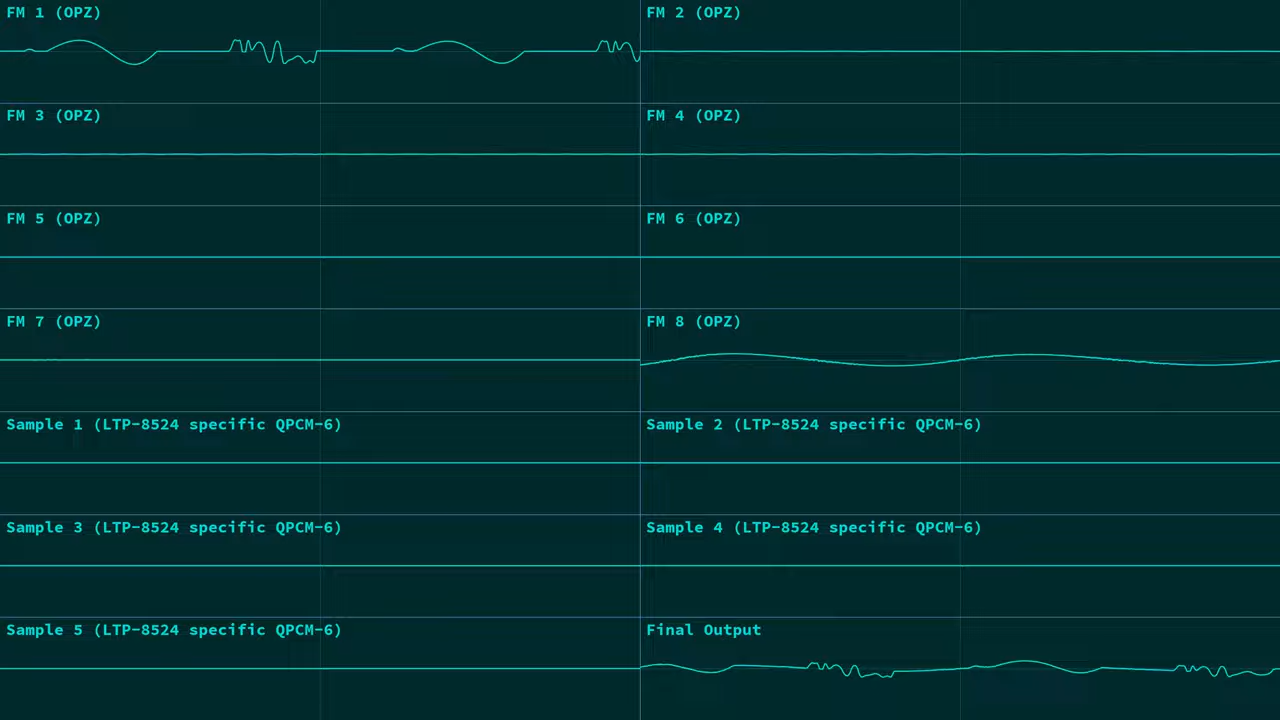 FM 1 (OPZ)
FM 2 (OPZ)
FM 3 (OPZ)
FM 4 (OPZ)
FM 5 (OPZ)
FM 6 (OPZ)
FM 7 (OPZ)
FM 8 (OPZ)
Sample 1 (LTP-8524 specific QPCM-6)
Sample 2 (LTP-8524 specific QPCM-6)
Sample 3 (LTP-8524 specific QPCM-6)
Sample 4 (LTP-8524 specific QPCM-6)
Sample 5 (LTP-8524 specific QPCM-6)
Final Output